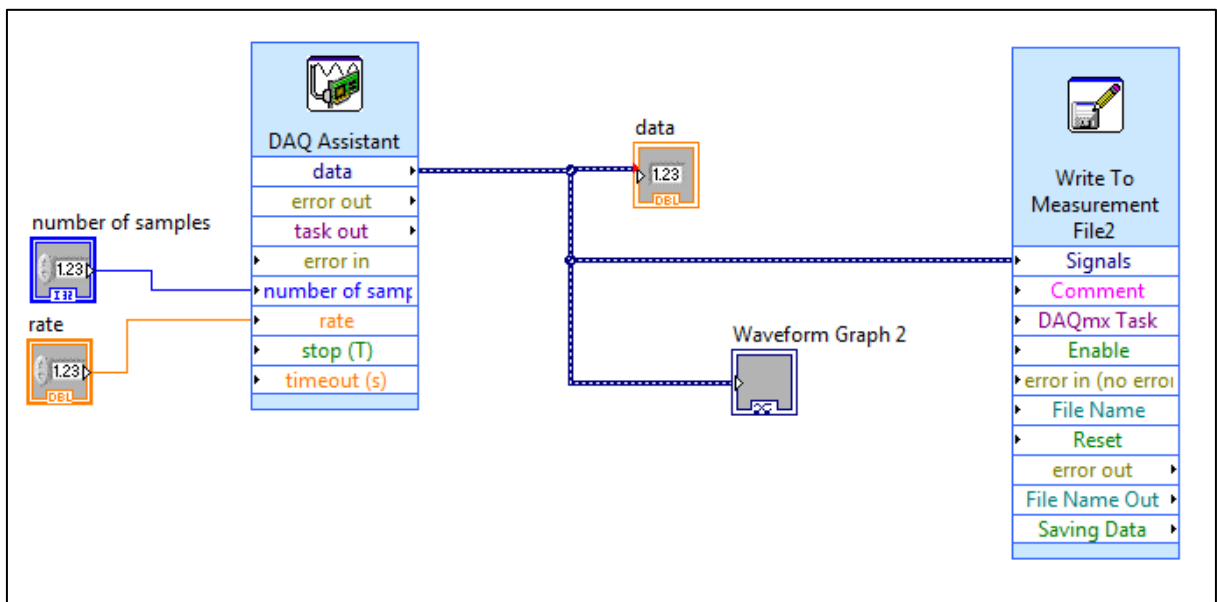 DAQ Assistant
data
error out
task out
error in
number of samp
rate
stop (T)
timeout (s)
number of samples
1.23
I32
rate
1.23
DBL
data
1.23
DBL
Waveform Graph 2
Write To
Measurement
File2
Signals
Comment
DAQmx Task
Enable
error in (no error
File Name
Reset
error out
File Name Out
Saving Data